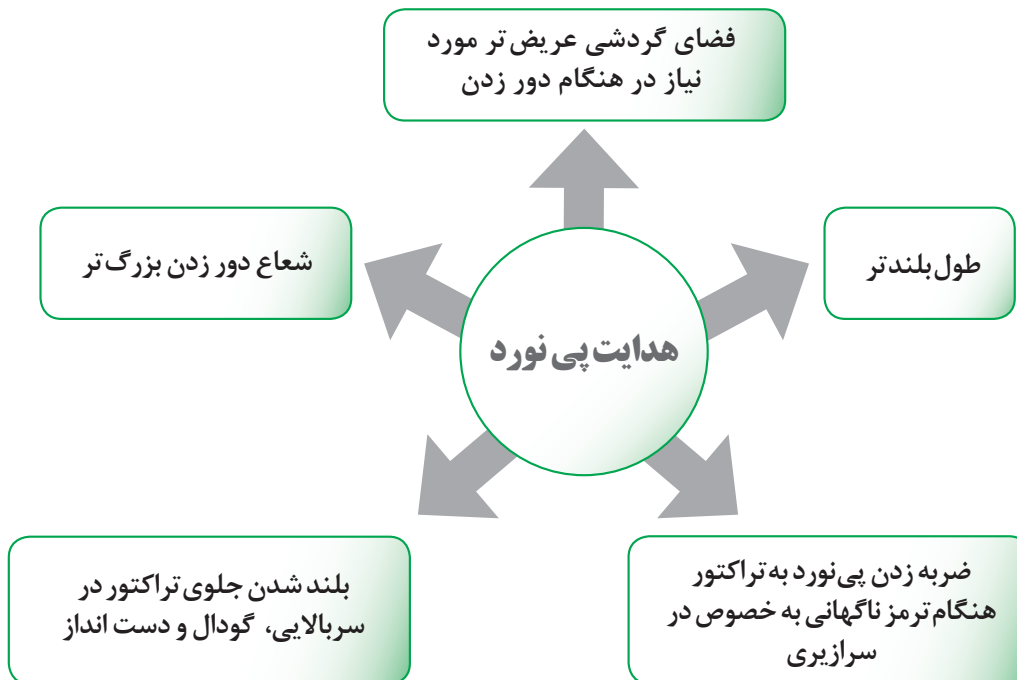 فضای گردشی عریض‌تر مورد
نیاز در هنگام دور زدن
طول بلندتر
شعاع دور زدن بزرگ‌تر
هدایت پی نورد
ضربه زدن پی‌نورد به تراکتور
هنگام ترمز ناگهانی به خصوص در
سرازیری
بلند شدن جلوی تراکتور در
سربالایی، گودال و دست انداز